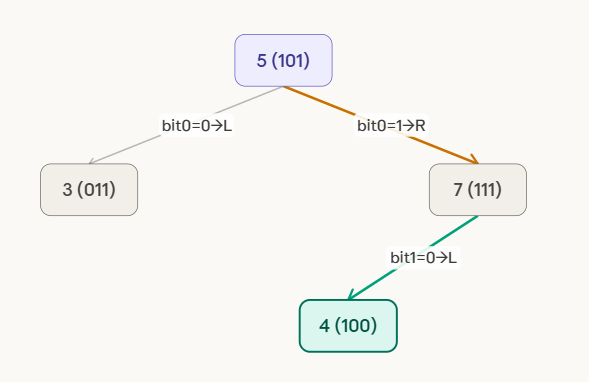 5 (101)
bit0=0→L
bit0=1→R
3 (011)
7 (111)
bit1=0→L
4 (100)